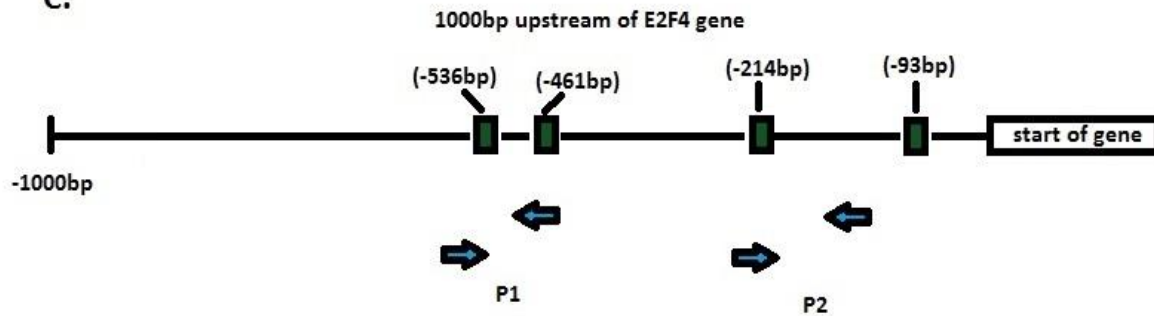 C.
1000bp upstream of E2F4 gene
(-536bp)
(-461bp)
(-214bp)
(-93bp)
start of gene
-1000bp
P1
P2